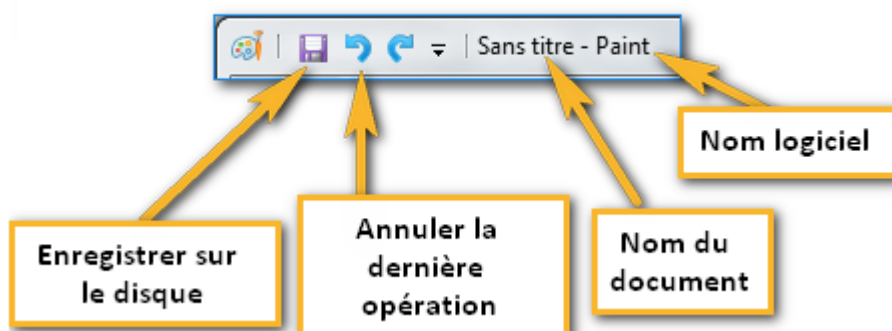 Sans titre - Paint
Nom logiciel
Enregistrer sur
le disque
Annuler la
dernière
opération
Nom du
document